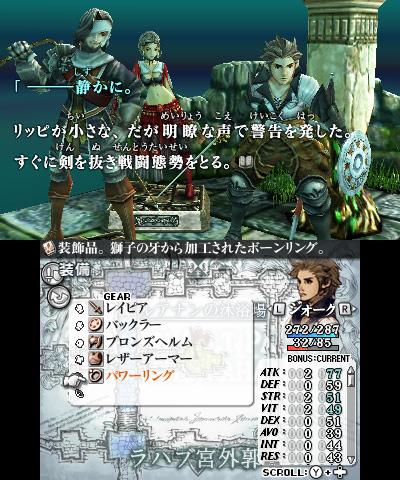 「───静かに。
リッピが小さな、だが明瞭な声で警告を発した。
すぐに剣を抜き戦闘態勢をとる。
装飾品。獅子の牙から加工されたボーンリング。
装備
GEAR
レイピア
バックラー
ブロンズヘルム
レザーアーマー
パワーリング
L ジオーグ R
272/287
32/85
BONUS:CURRENT
ATK: 2 77
DEF: 000 59
STR: 2 51
VIT: 2 49
DEX: 000 51
AVO: 000 39
INT: 000 44
RES: 000 43
ラハブ宮外郭
SCROLL:Y+